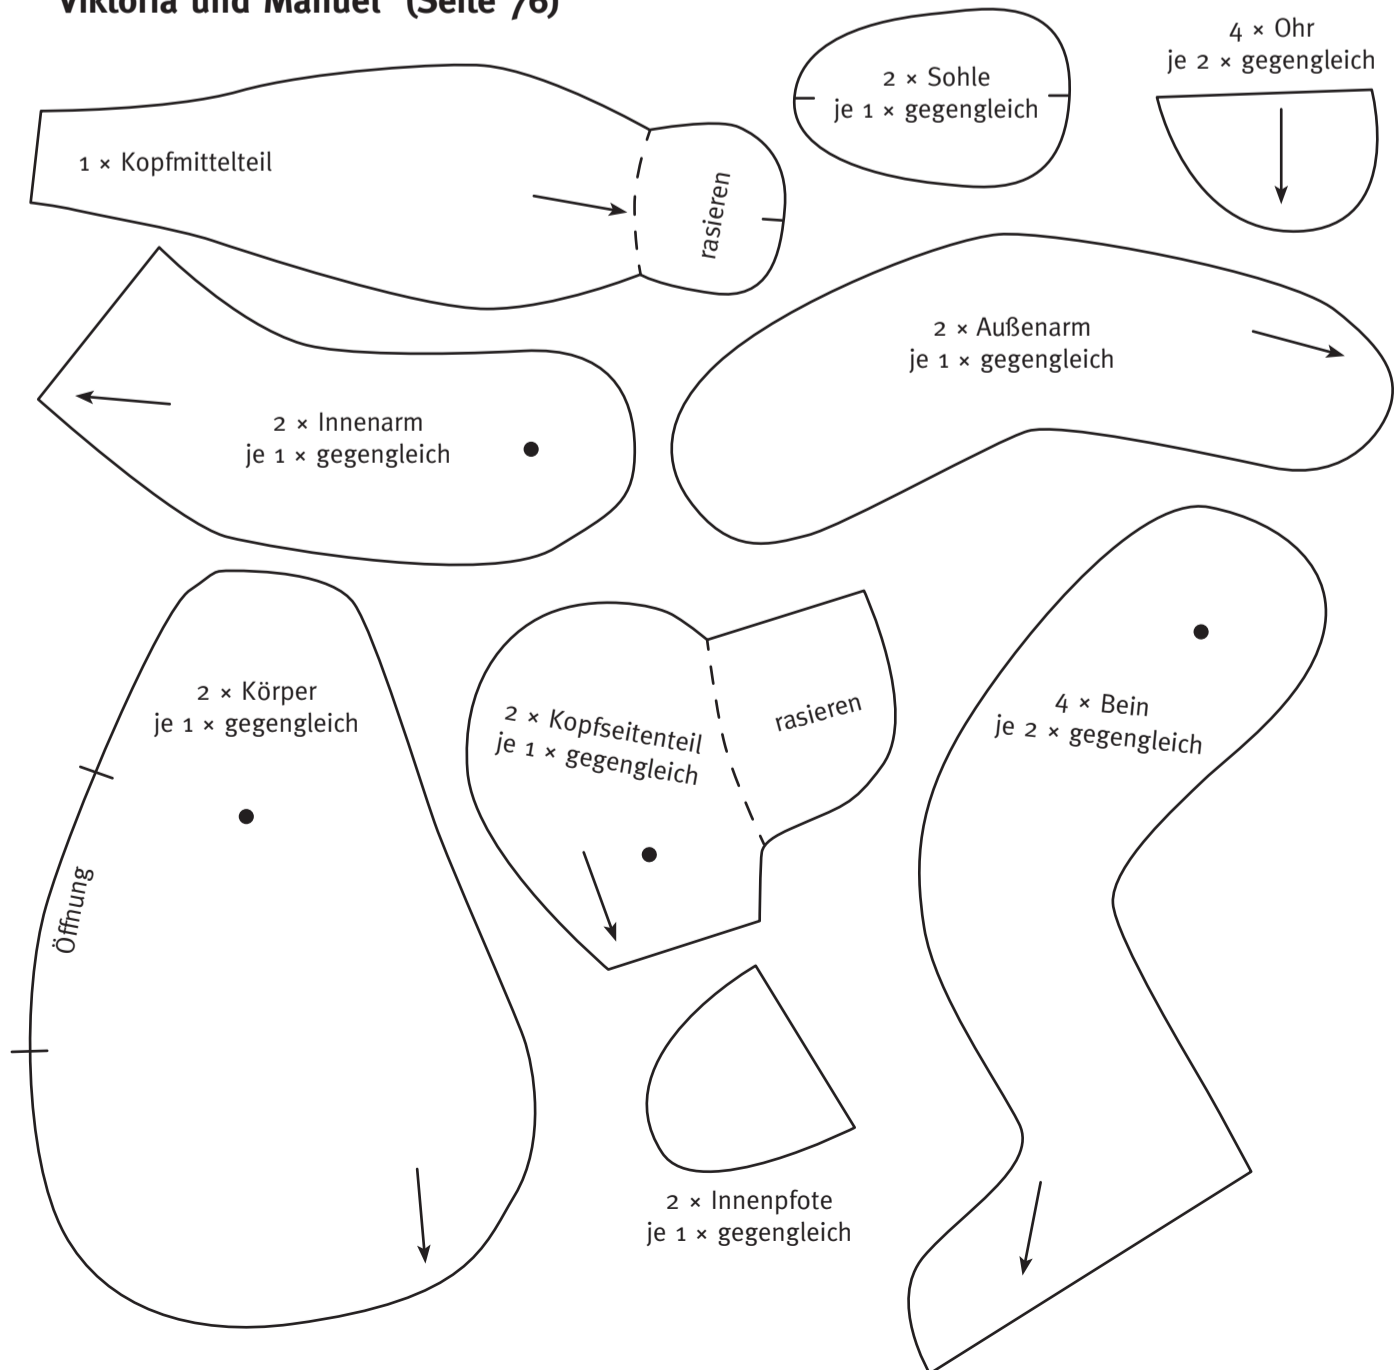 Viktoria und Manuel (Seite 76)
4 × Ohr
je 2 × gegengleich
2 × Sohle
je 1 × gegengleich
1 × Kopfmittelteil
rasieren
2 × Außenarm
je 1 × gegengleich
2 × Innenarm
je 1 × gegengleich
2 × Körper
je 1 × gegengleich
Öffnung
2 × Kopfseitenteil
je 1 × gegengleich
rasieren
4 × Bein
je 2 × gegengleich
2 × Innenpfote
je 1 × gegengleich